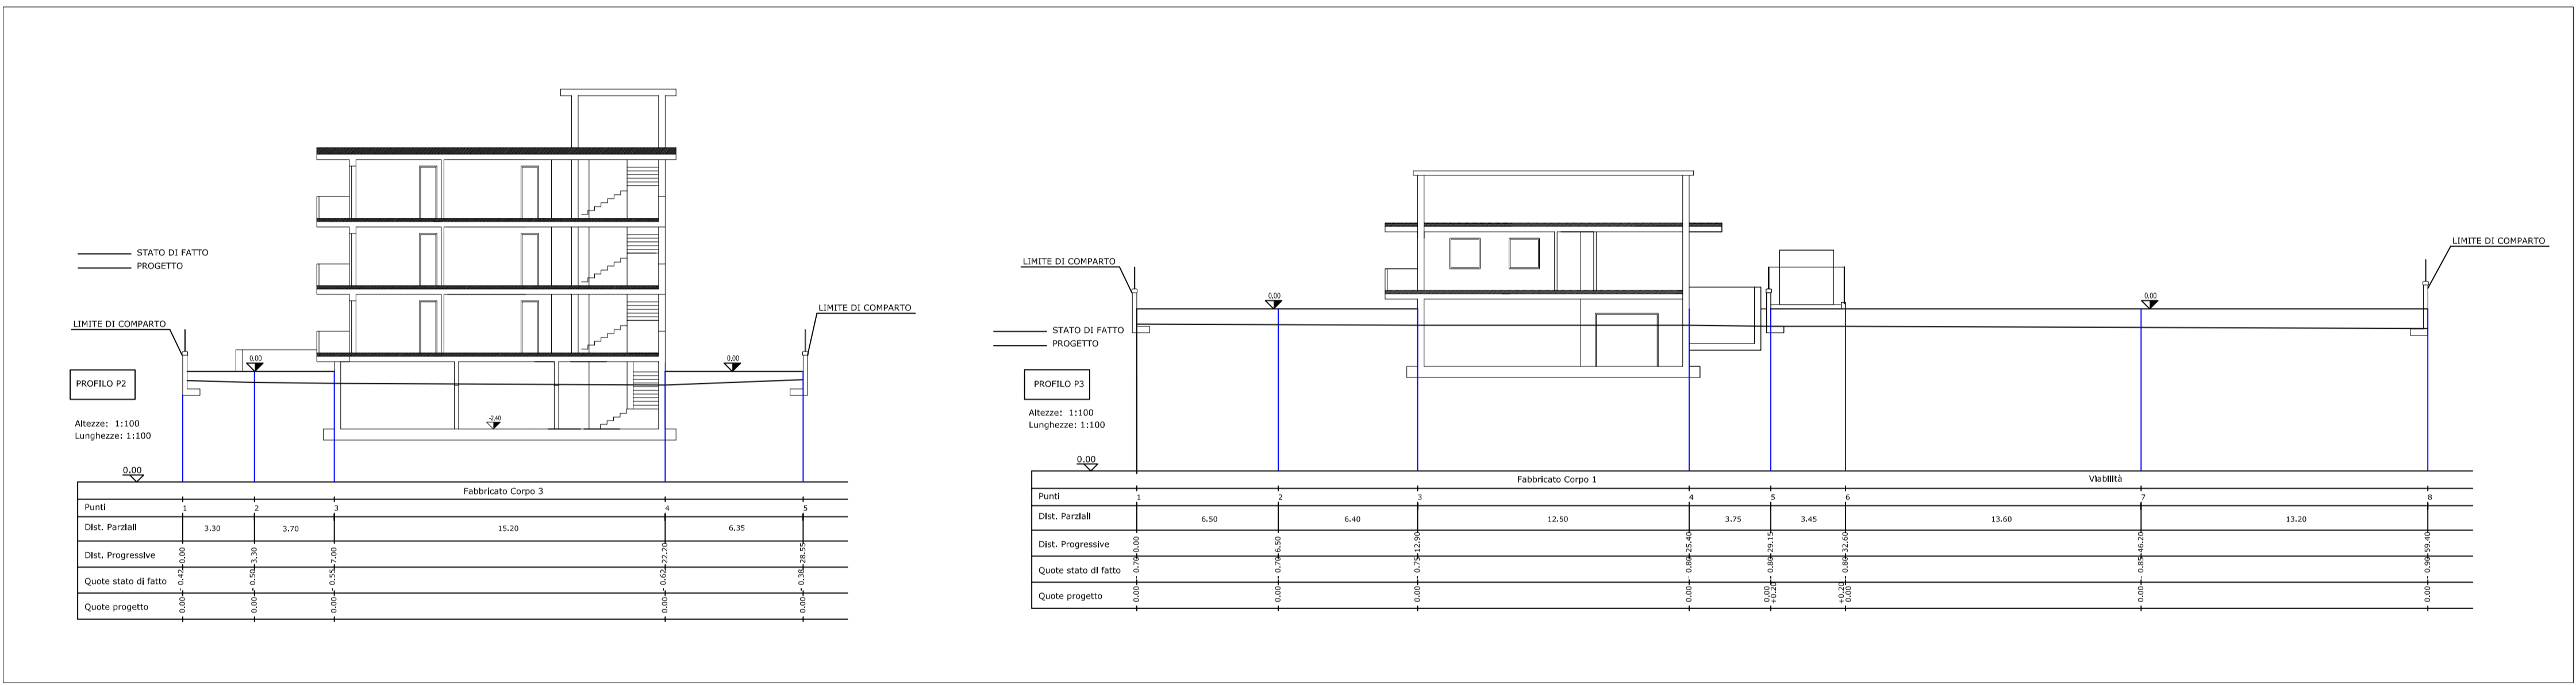 STATO DI FATTO
PROGETTO
LIMITE DI COMPARTO
LIMITE DI COMPARTO
0,00
0,00
-2.40
PROFILO P2
Altezze: 1:100
Lunghezze: 1:100
0.00
Fabbricato Corpo 3
Punti 1 2 3 4 5
Dist. Parziali 3.30 3.70 15.20 6.35
Dist. Progressive 0.00 3.30 7.00 22.20 28.55
Quote stato di fatto - 0.42 - 0.50 - 0.55 - 0.62 - 0.38
Quote progetto 0.00 0.00 0.00 0.00 0.00
LIMITE DI COMPARTO
LIMITE DI COMPARTO
0,00
0,00
STATO DI FATTO
PROGETTO
PROFILO P3
Altezze: 1:100
Lunghezze: 1:100
0.00
Fabbricato Corpo 1 Viabilità
Punti 1 2 3 4 5 6 7 8
Dist. Parziali 6.50 6.40 12.50 3.75 3.45 13.60 13.20
Dist. Progressive 0.00 6.50 12.90 25.40 29.15 32.60 46.20 59.40
Quote stato di fatto - 0.70 - 0.70 - 0.75 - 0.80 - 0.80 - 0.80 - 0.85 - 0.90
Quote progetto 0.00 0.00 0.00 0.00 0.00 +0.20 +0.20 0.00 0.00 0.00